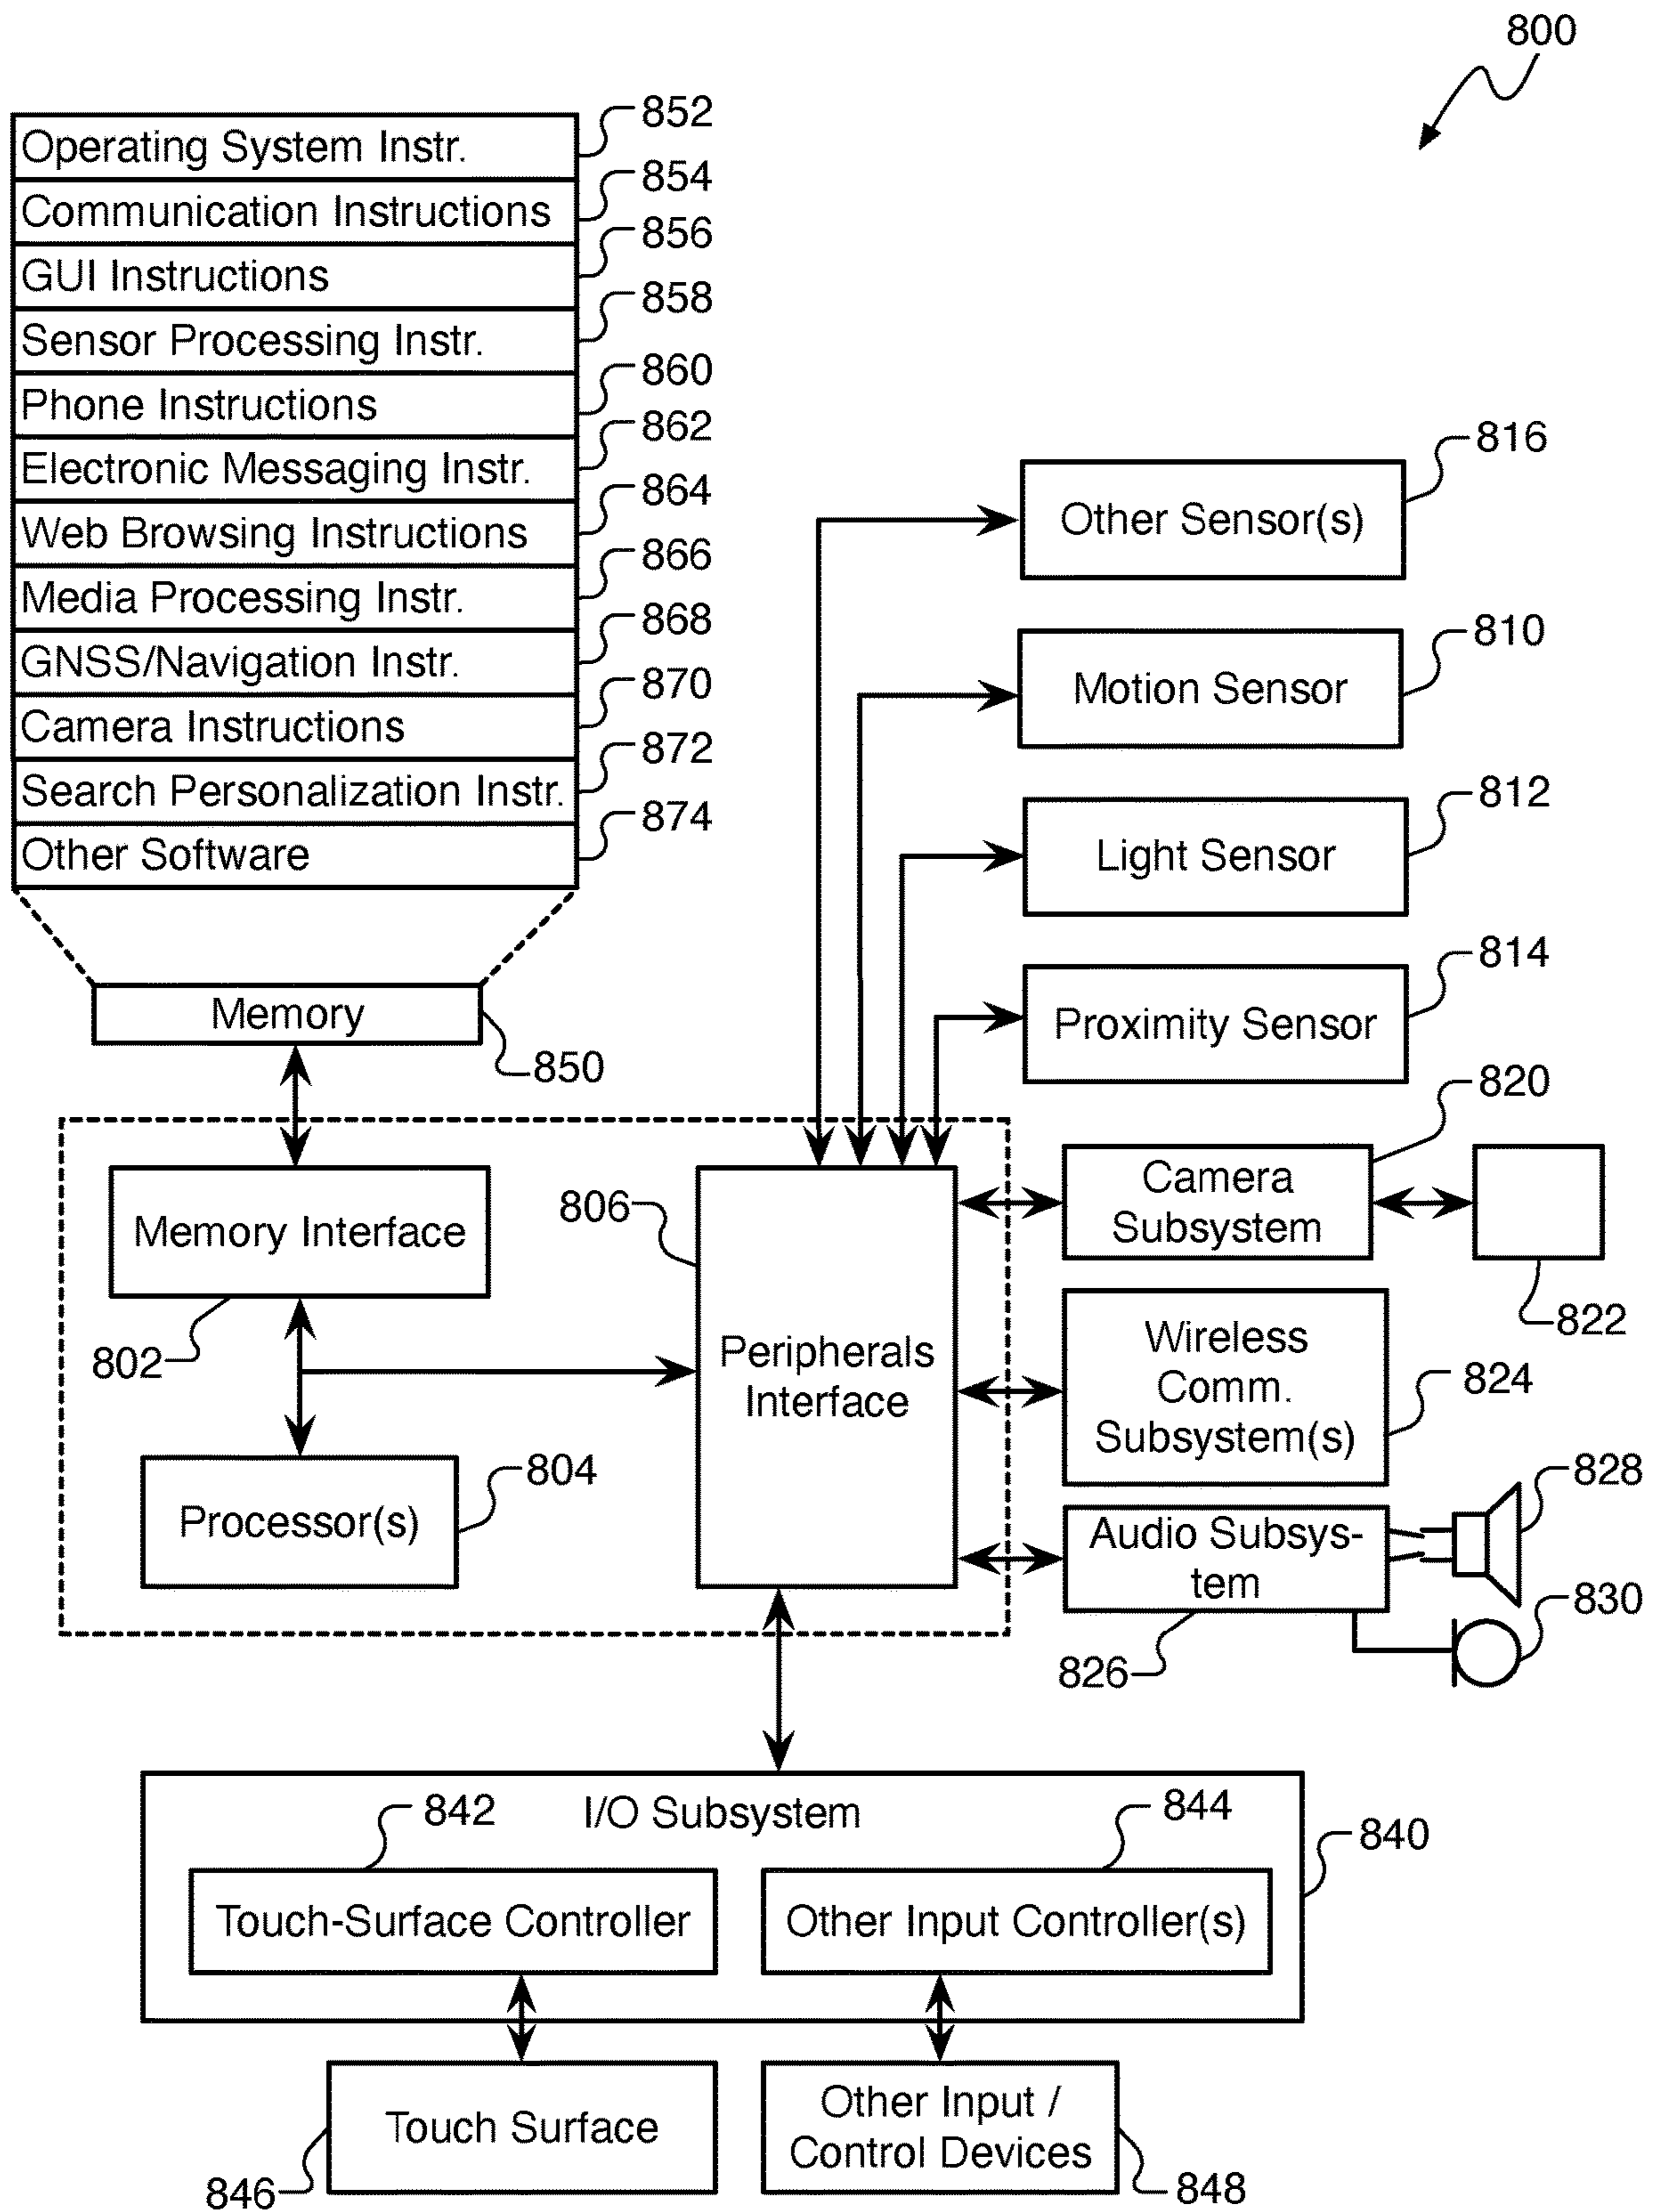 800
Operating System Instr.
852
Communication Instructions
854
GUI Instructions
856
Sensor Processing Instr.
858
Phone Instructions
860
Electronic Messaging Instr.
862
Web Browsing Instructions
864
Media Processing Instr.
866
GNSS/Navigation Instr.
868
Camera Instructions
870
Search Personalization Instr.
872
Other Software
874
Memory
850
Other Sensor(s)
816
Motion Sensor
810
Light Sensor
812
Proximity Sensor
814
Memory Interface
802
Processor(s)
804
806
Peripherals
Interface
Camera
Subsystem
820
822
Wireless
Comm.
Subsystem(s)
824
Audio Subsys-
tem
826
828
830
I/O Subsystem
840
842
Touch-Surface Controller
844
Other Input Controller(s)
Touch Surface
846
Other Input /
Control Devices
848